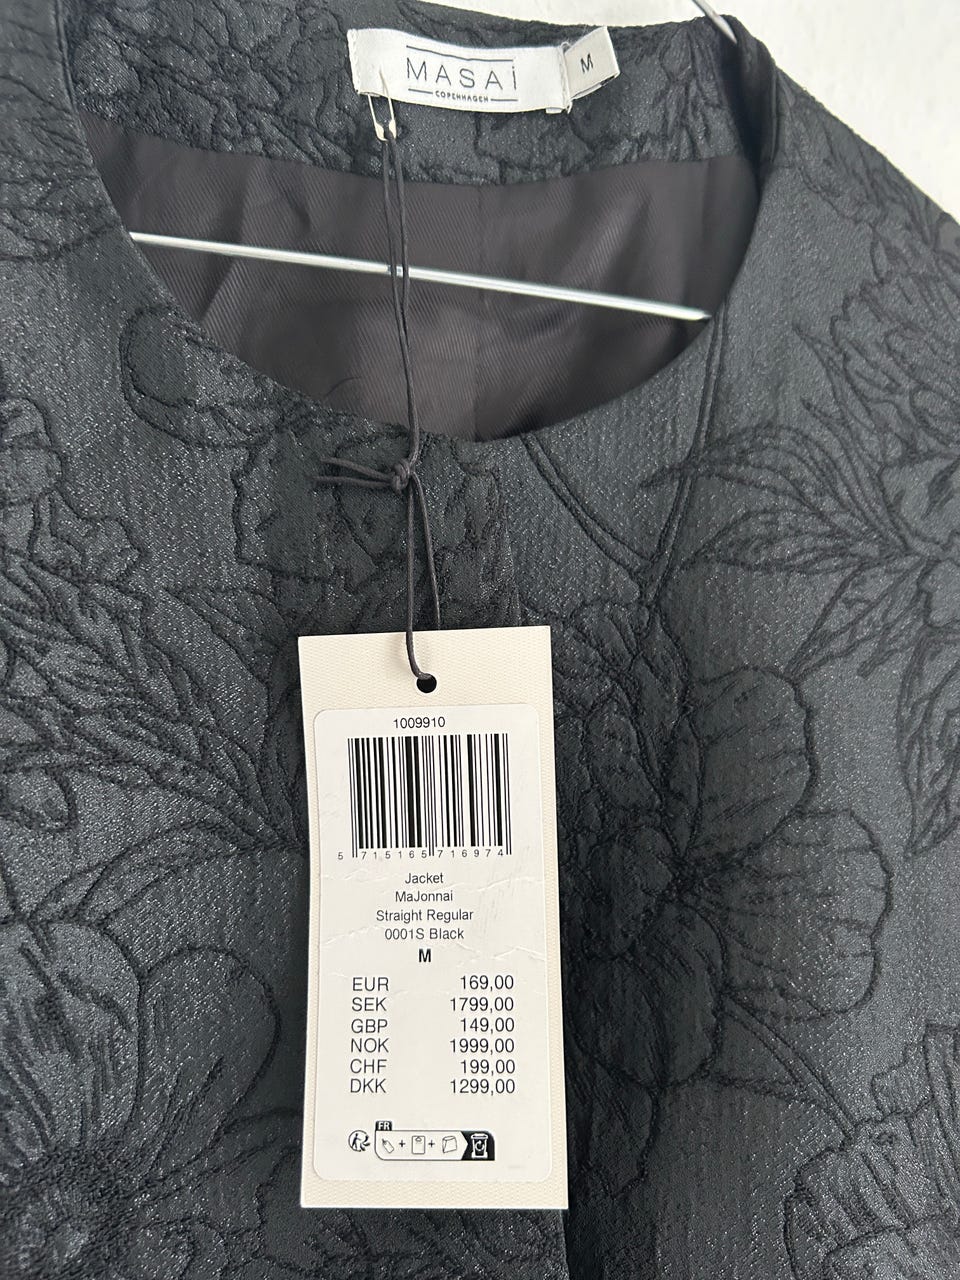 MASAI
COPENHAGEN
M
1009910
5 715165 716974
Jacket
MaJonnai
Straight Regular
0001S Black
M
EUR 169,00
SEK 1799,00
GBP 149,00
NOK 1999,00
CHF 199,00
DKK 1299,00
FR
+ +